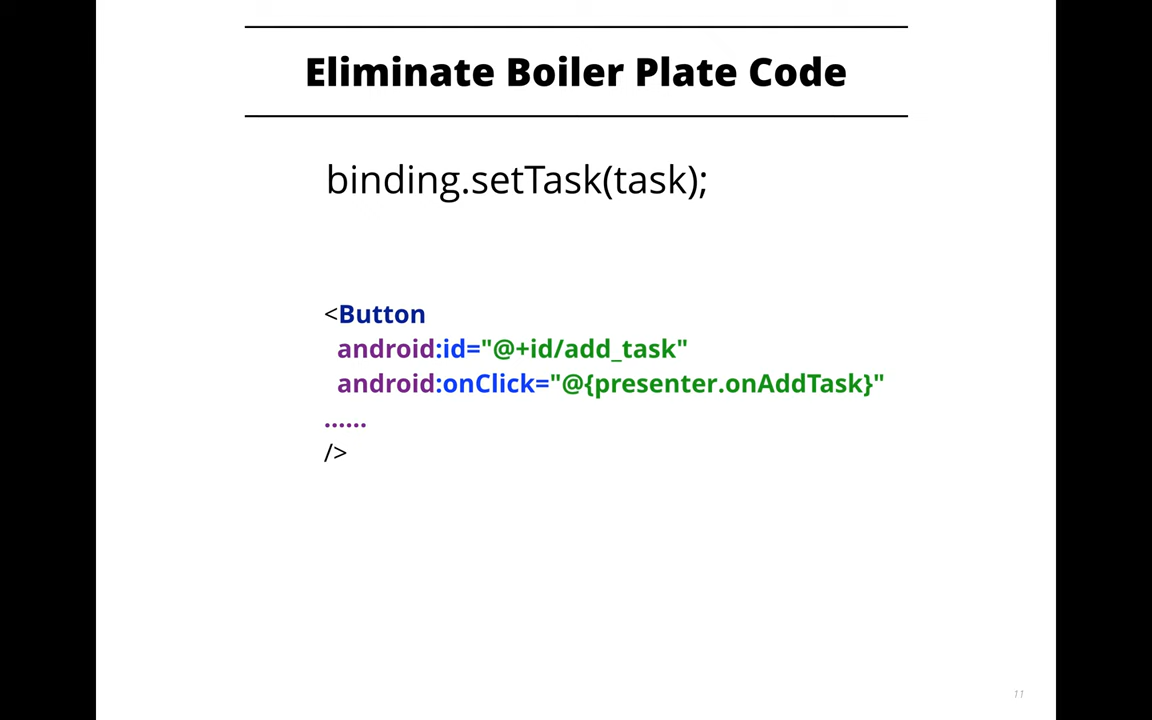 Eliminate Boiler Plate Code
binding.setTask(task);
<Button
android:id="@+id/add_task"
android:onClick="@{presenter.onAddTask}"
......
/>
11